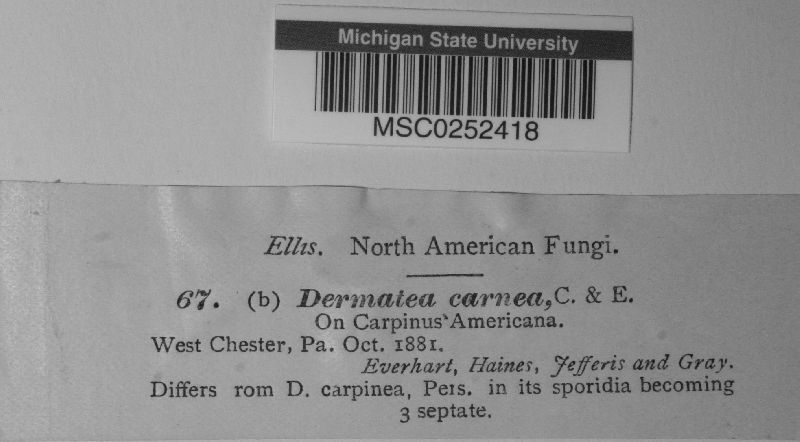 Michigan State University
MSC0252418
Ellis. North American Fungi.
67. (b) Dermatea carnea, C. & E.
On Carpinus Americana.
West Chester, Pa. Oct. 1881.
Everhart, Haines, Jefferis and Gray.
Differs rom D. carpinea, Pers. in its sporidia becoming
3 septate.